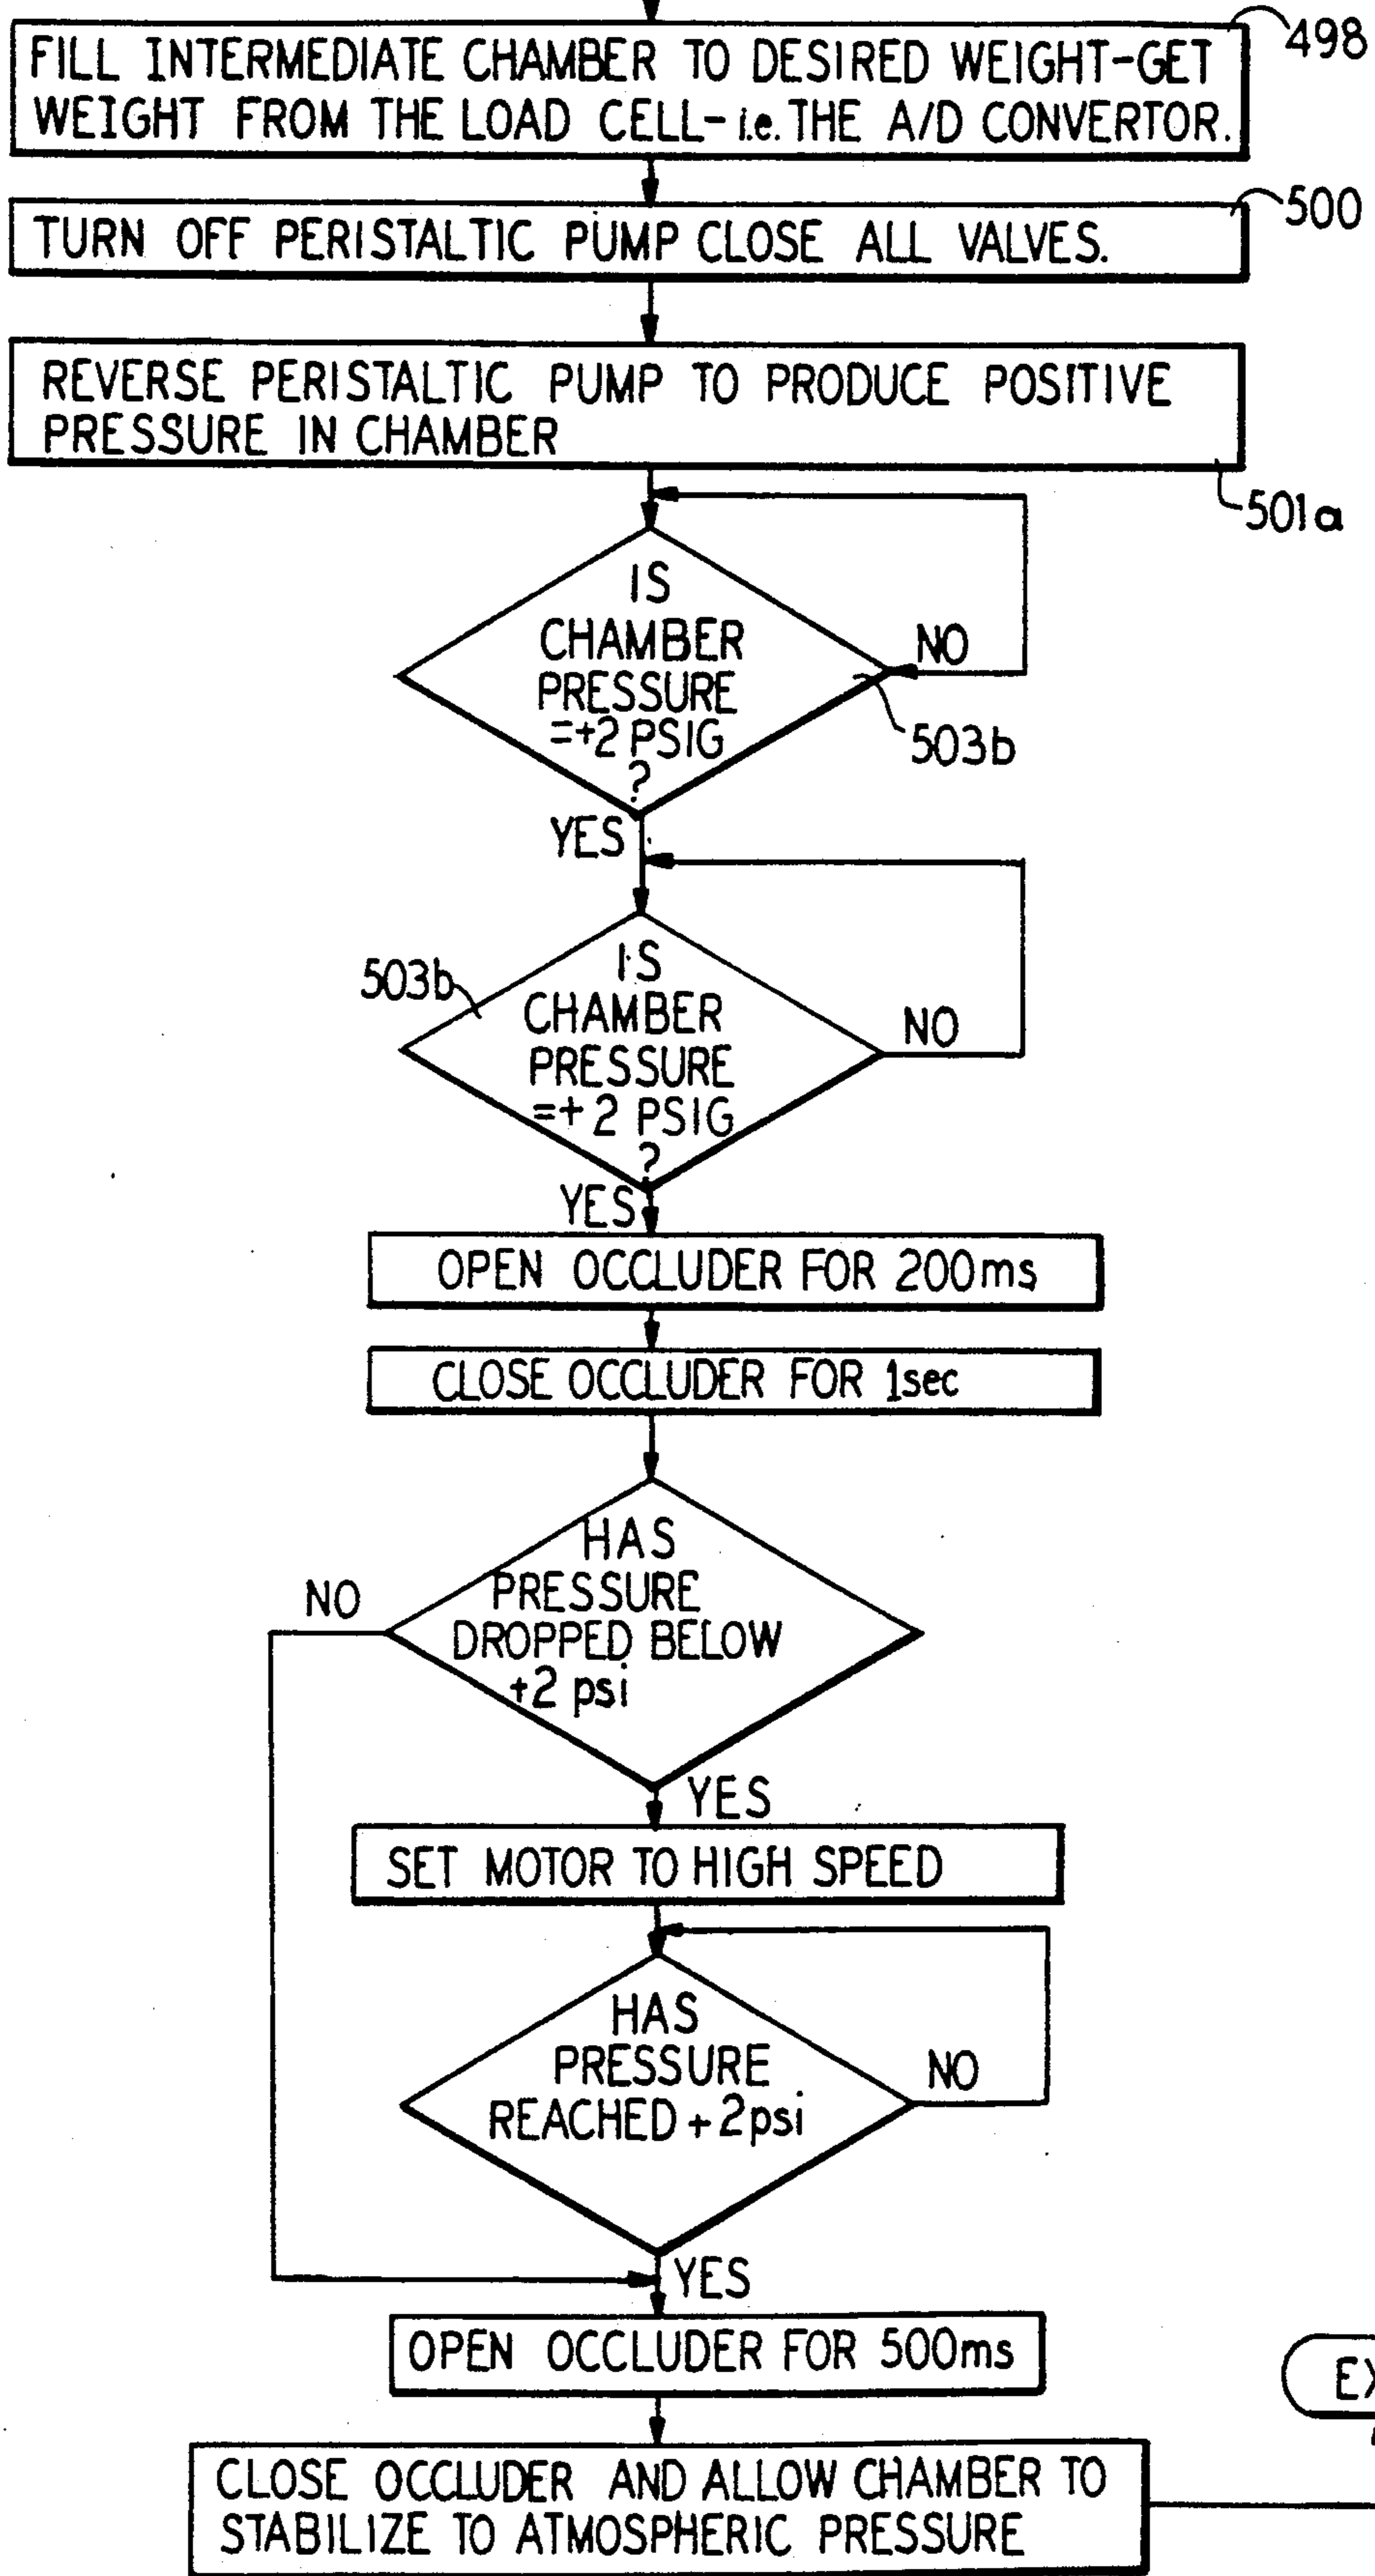 498
FILL INTERMEDIATE CHAMBER TO DESIRED WEIGHT-GET
WEIGHT FROM THE LOAD CELL- i.e. THE A/D CONVERTOR.
500
TURN OFF PERISTALTIC PUMP CLOSE ALL VALVES.
REVERSE PERISTALTIC PUMP TO PRODUCE POSITIVE
PRESSURE IN CHAMBER
501a
IS
CHAMBER
PRESSURE
=+2 PSIG
?
NO
503b
YES
503b
IS
CHAMBER
PRESSURE
=+ 2 PSIG
?
NO
YES
OPEN OCCLUDER FOR 200ms
CLOSE OCCLUDER FOR 1sec
HAS
PRESSURE
DROPPED BELOW
+2 psi
NO
YES
SET MOTOR TO HIGH SPEED
HAS
PRESSURE
REACHED + 2psi
NO
YES
OPEN OCCLUDER FOR 500ms
EX
CLOSE OCCLUDER AND ALLOW CHAMBER TO
STABILIZE TO ATMOSPHERIC PRESSURE